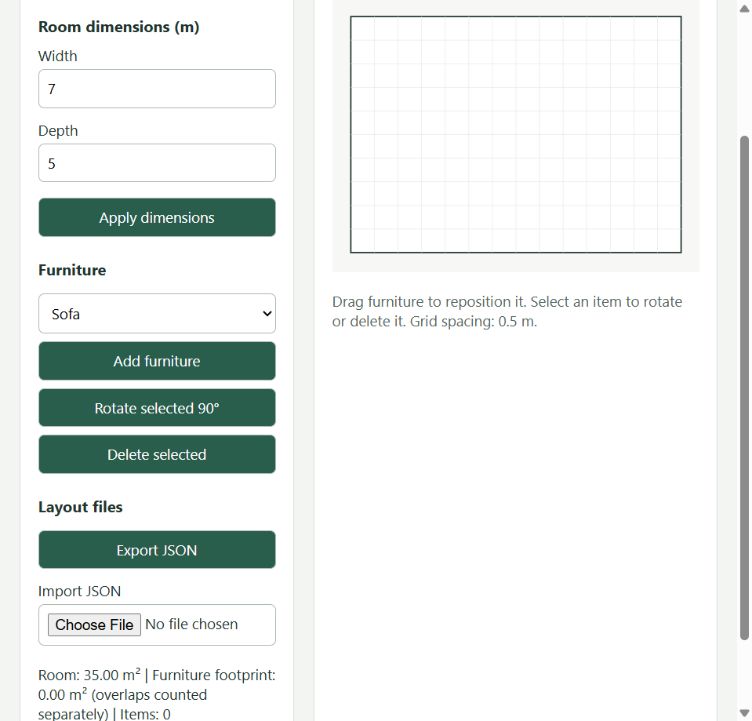 Room dimensions (m)
Width
7
Depth
5
Apply dimensions
Furniture
Sofa
Add furniture
Rotate selected 90°
Delete selected
Layout files
Export JSON
Import JSON
Choose File No file chosen
Room: 35.00 m² | Furniture footprint:
0.00 m² (overlaps counted
separately) | Items: 0
Drag furniture to reposition it. Select an item to rotate
or delete it. Grid spacing: 0.5 m.